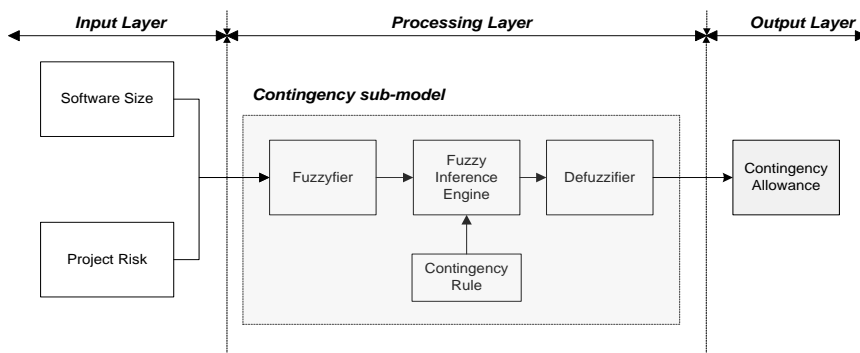 Input Layer
Processing Layer
Output Layer
Software Size
Project Risk
Contingency sub-model
Fuzzyfier
Fuzzy
Inference
Engine
Defuzzifier
Contingency
Rule
Contingency
Allowance